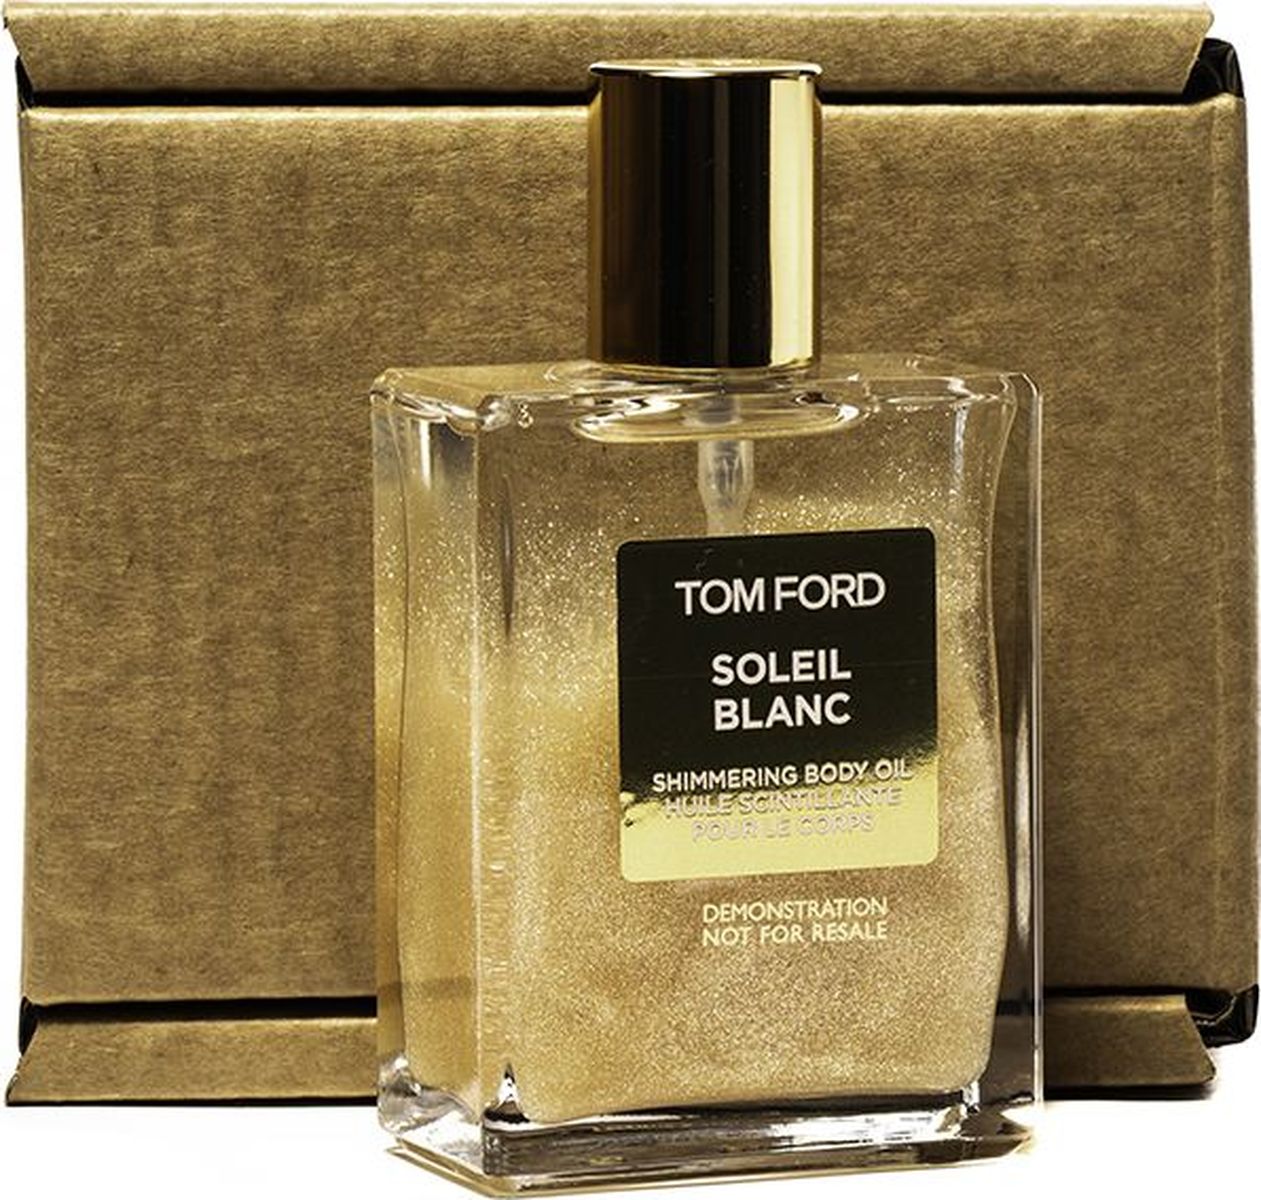 TOM FORD
SOLEIL
BLANC
SHIMMERING BODY OIL
HUILE SCINTILLANTE
POUR LE CORPS
DEMONSTRATION
NOT FOR RESALE